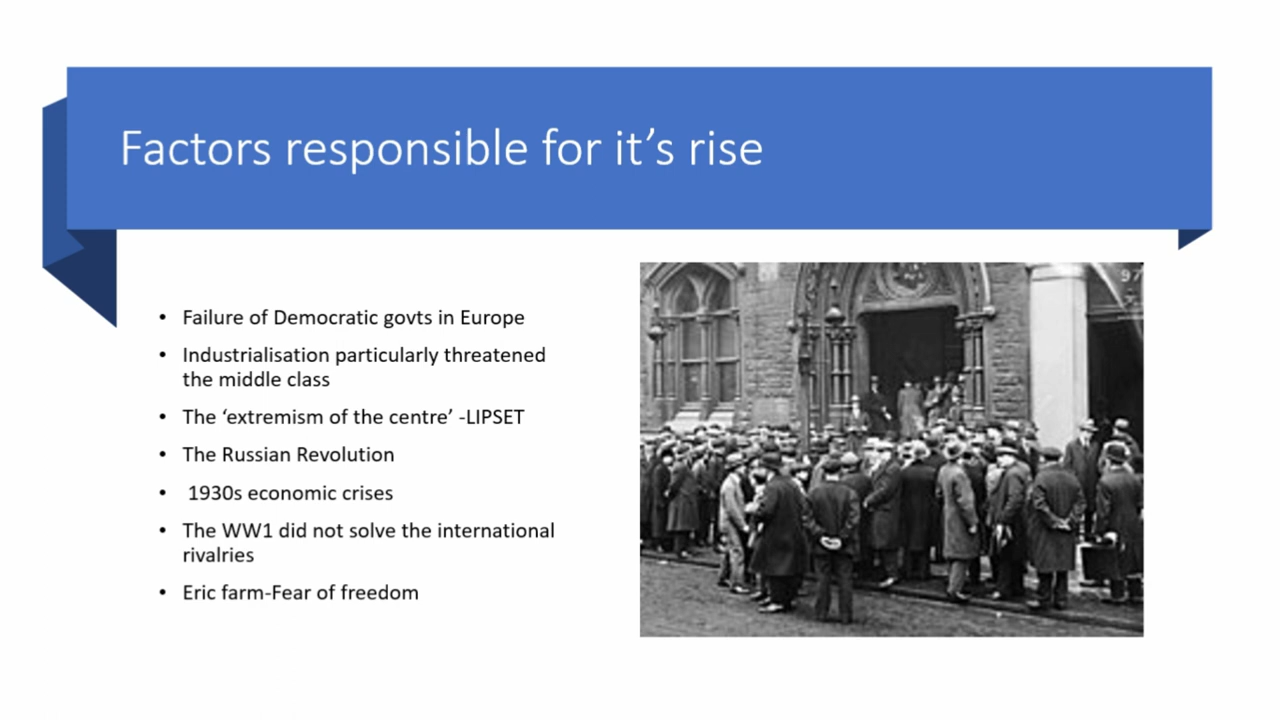 Factors responsible for it’s rise
• Failure of Democratic govts in Europe
• Industrialisation particularly threatened
the middle class
• The ‘extremism of the centre’ -LIPSET
• The Russian Revolution
• 1930s economic crises
• The WW1 did not solve the international
rivalries
• Eric farm-Fear of freedom
97